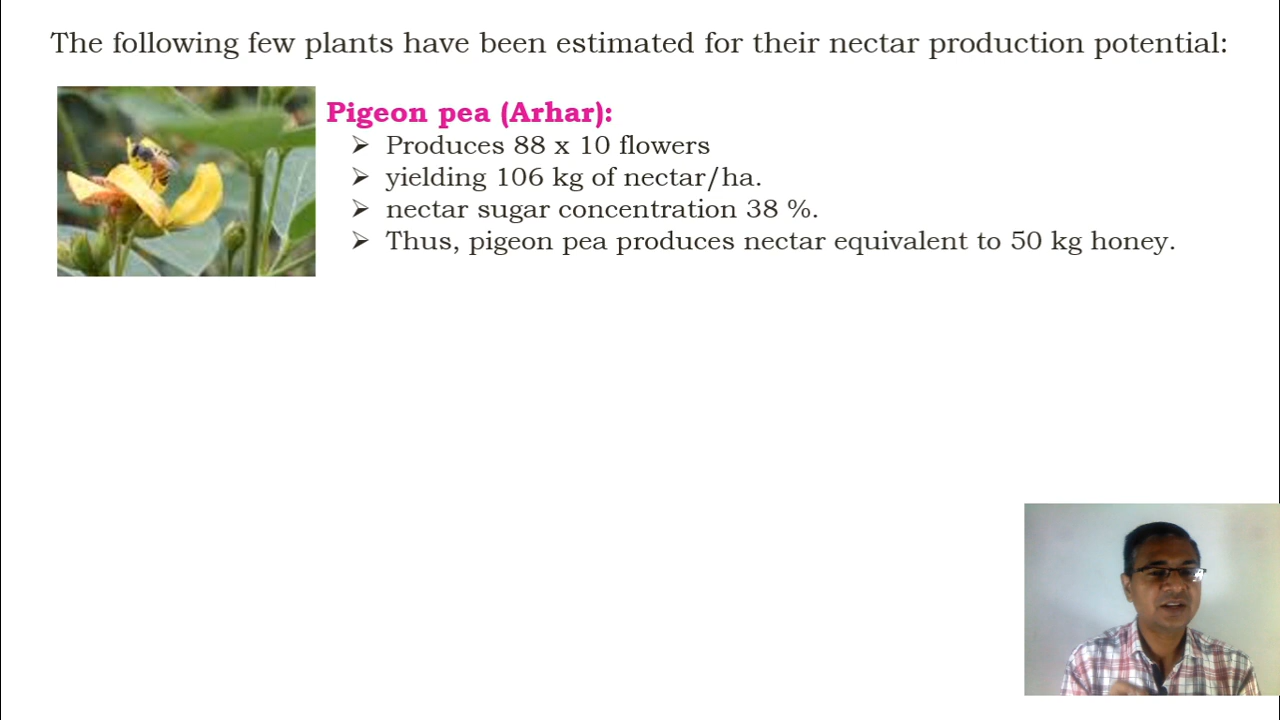 The following few plants have been estimated for their nectar production potential:
Pigeon pea (Arhar):
➢ Produces 88 x 10 flowers
➢ yielding 106 kg of nectar/ha.
➢ nectar sugar concentration 38 %.
➢ Thus, pigeon pea produces nectar equivalent to 50 kg honey.